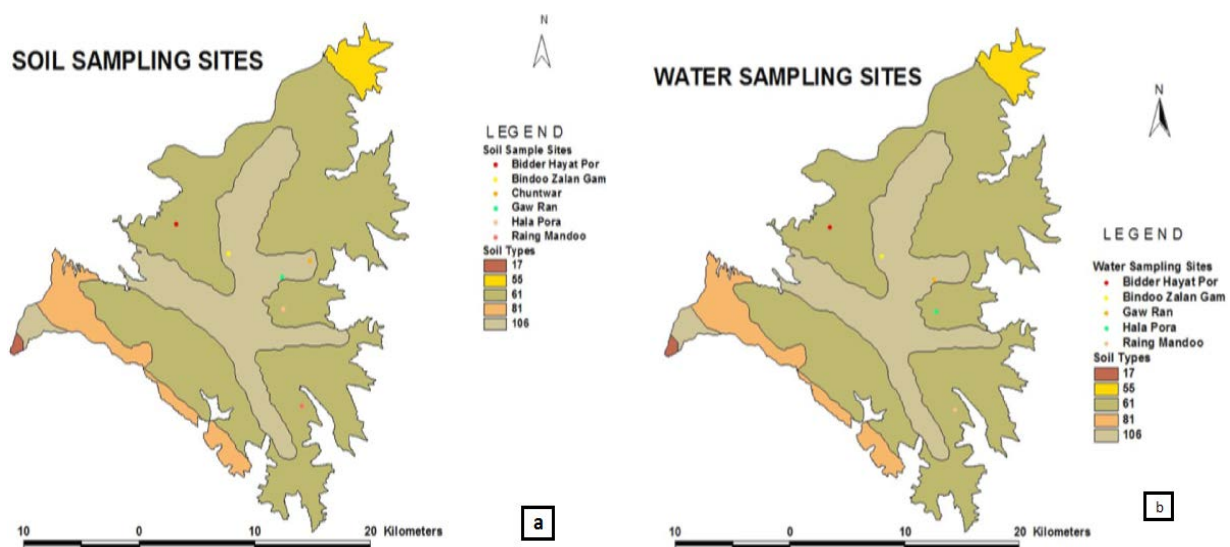 SOIL SAMPLING SITES
N
LEGEND
Soil Sample Sites
Bidder Hayat Por
Bindoo Zalan Gam
Chuntwar
Gaw Ran
Hala Pora
Raing Mandoo
Soil Types
17
55
61
81
106
10 0 10 20 Kilometers
a
WATER SAMPLING SITES
N
LEGEND
Water Sampling Sites
Bidder Hayat Por
Bindoo Zalan Gam
Gaw Ran
Hala Pora
Raing Mandoo
Soil Types
17
55
61
81
106
10 0 10 20 Kilometers
b